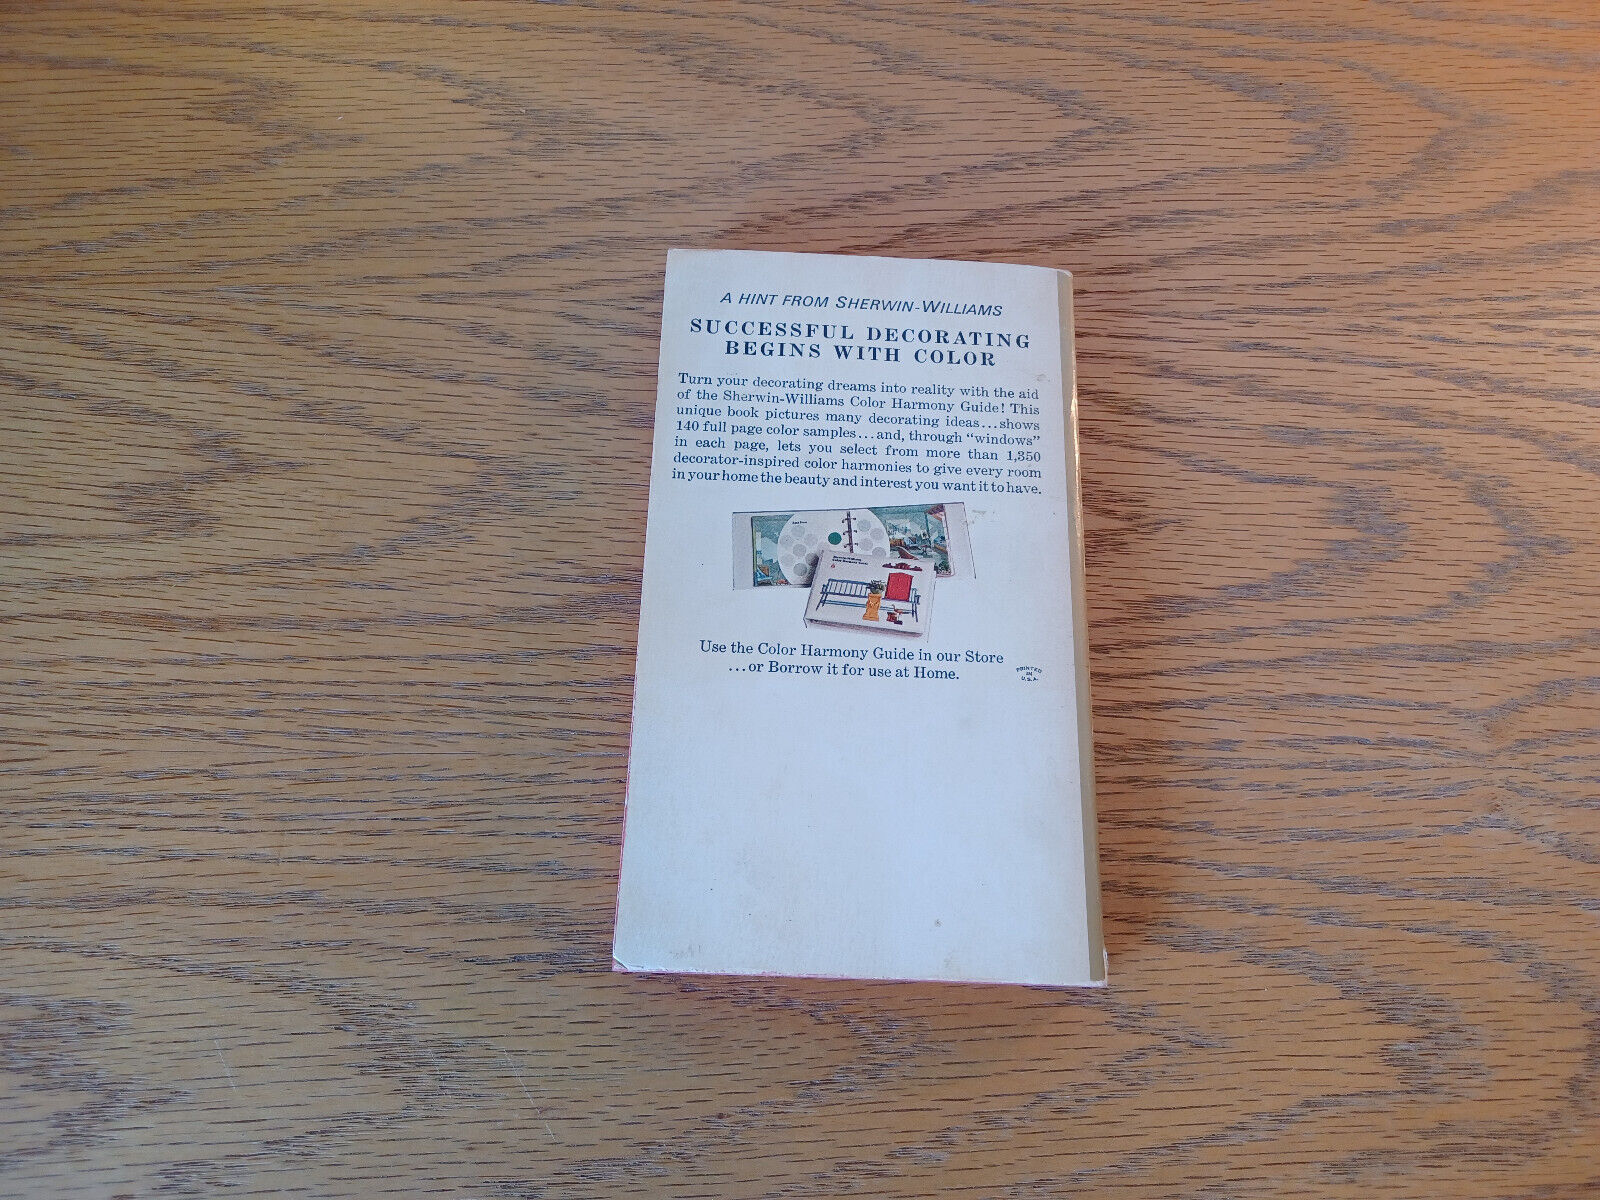 A HINT FROM SHERWIN-WILLIAMS
SUCCESSFUL DECORATING
BEGINS WITH COLOR
Turn your decorating dreams into reality with the aid
of the Sherwin-Williams Color Harmony Guide! This
unique book pictures many decorating ideas...shows
140 full page color samples...and, through “windows”
in each page, lets you select from more than 1,350
decorator-inspired color harmonies to give every room
in your home the beauty and interest you want it to have.
Use the Color Harmony Guide in our Store
...or Borrow it for use at Home.
PRINTED
IN
U.S.A.